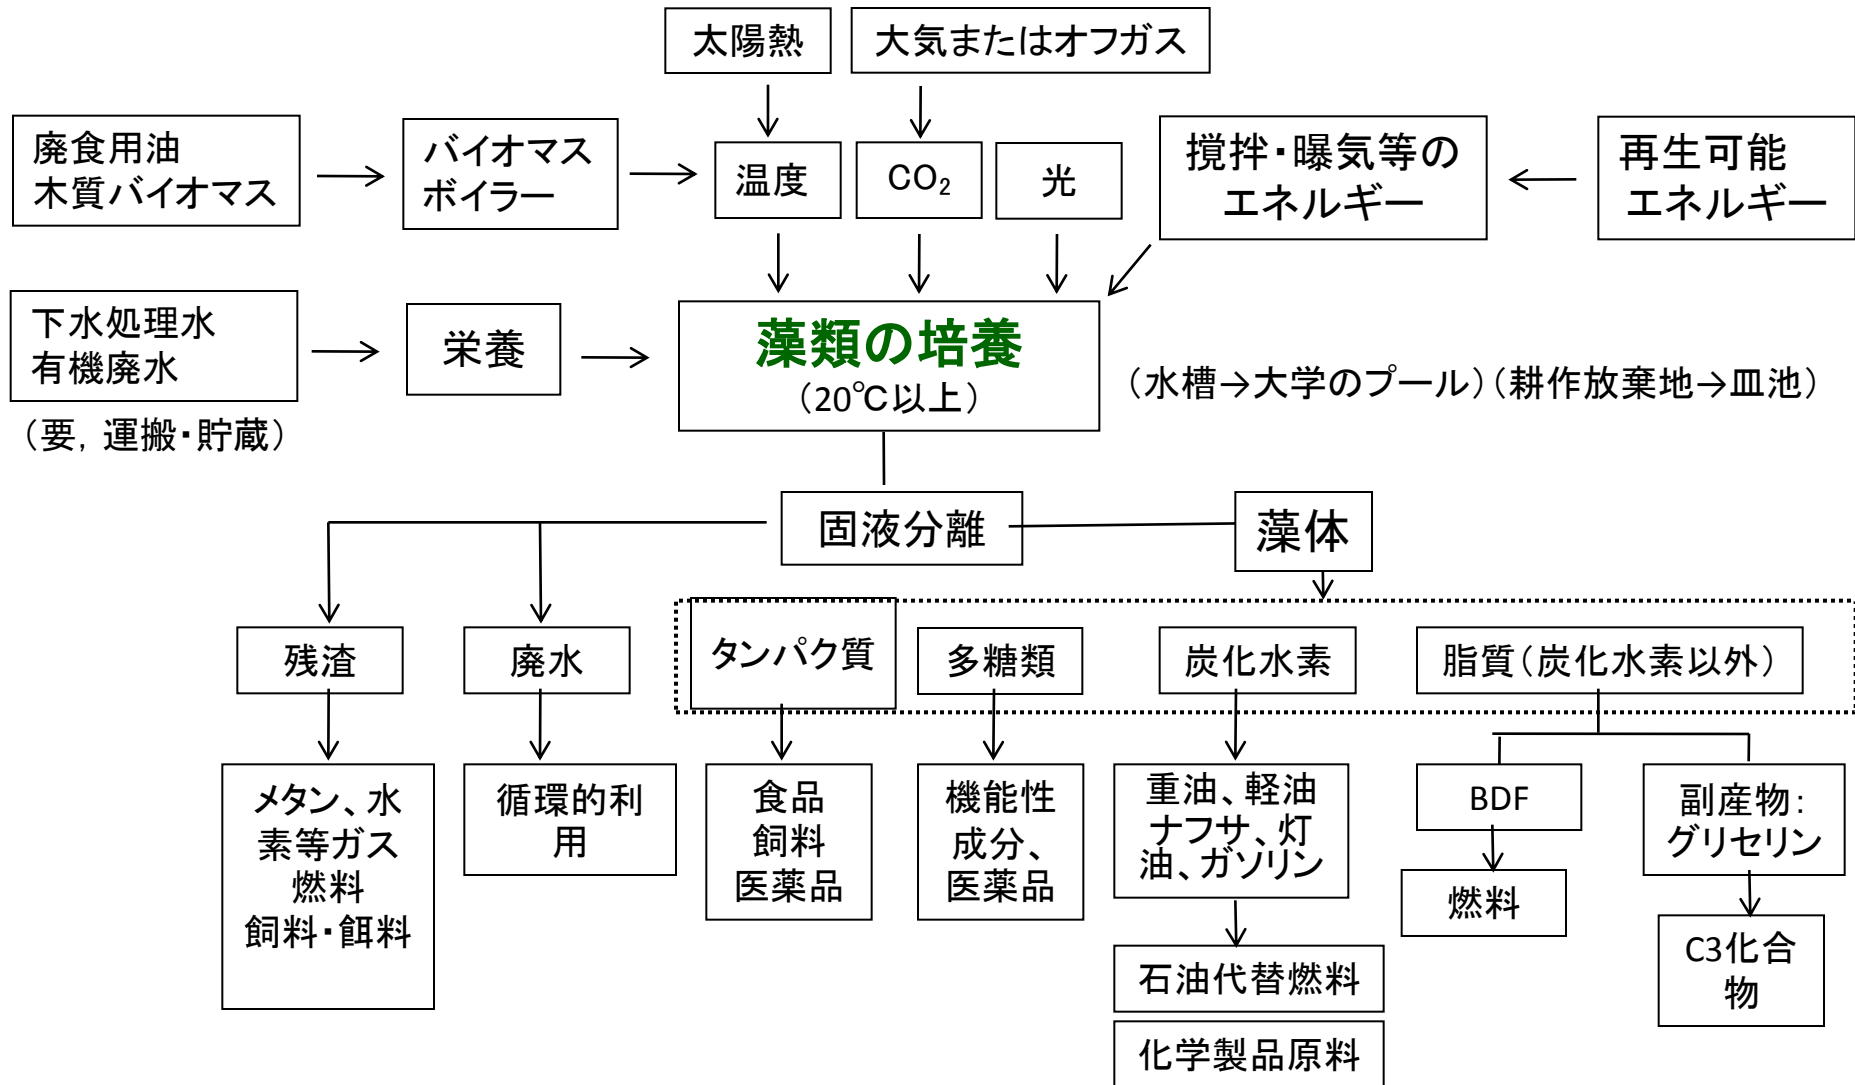 太陽熱
大気またはオフガス
廃食用油
木質バイオマス
バイオマス
ボイラー
温度
CO₂
光
撹拌・曝気等の
エネルギー
再生可能
エネルギー
下水処理水
有機廃水
(要，運搬・貯蔵)
栄養
藻類の培養
(20℃以上)
(水槽→大学のプール)(耕作放棄地→皿池)
固液分離
藻体
残渣
廃水
タンパク質
多糖類
炭化水素
脂質(炭化水素以外)
メタン、水
素等ガス
燃料
飼料・餌料
循環的利
用
食品
飼料
医薬品
機能性
成分、
医薬品
重油、軽油
ナフサ、灯
油、ガソリン
BDF
副産物：
グリセリン
燃料
C3化合
物
石油代替燃料
化学製品原料